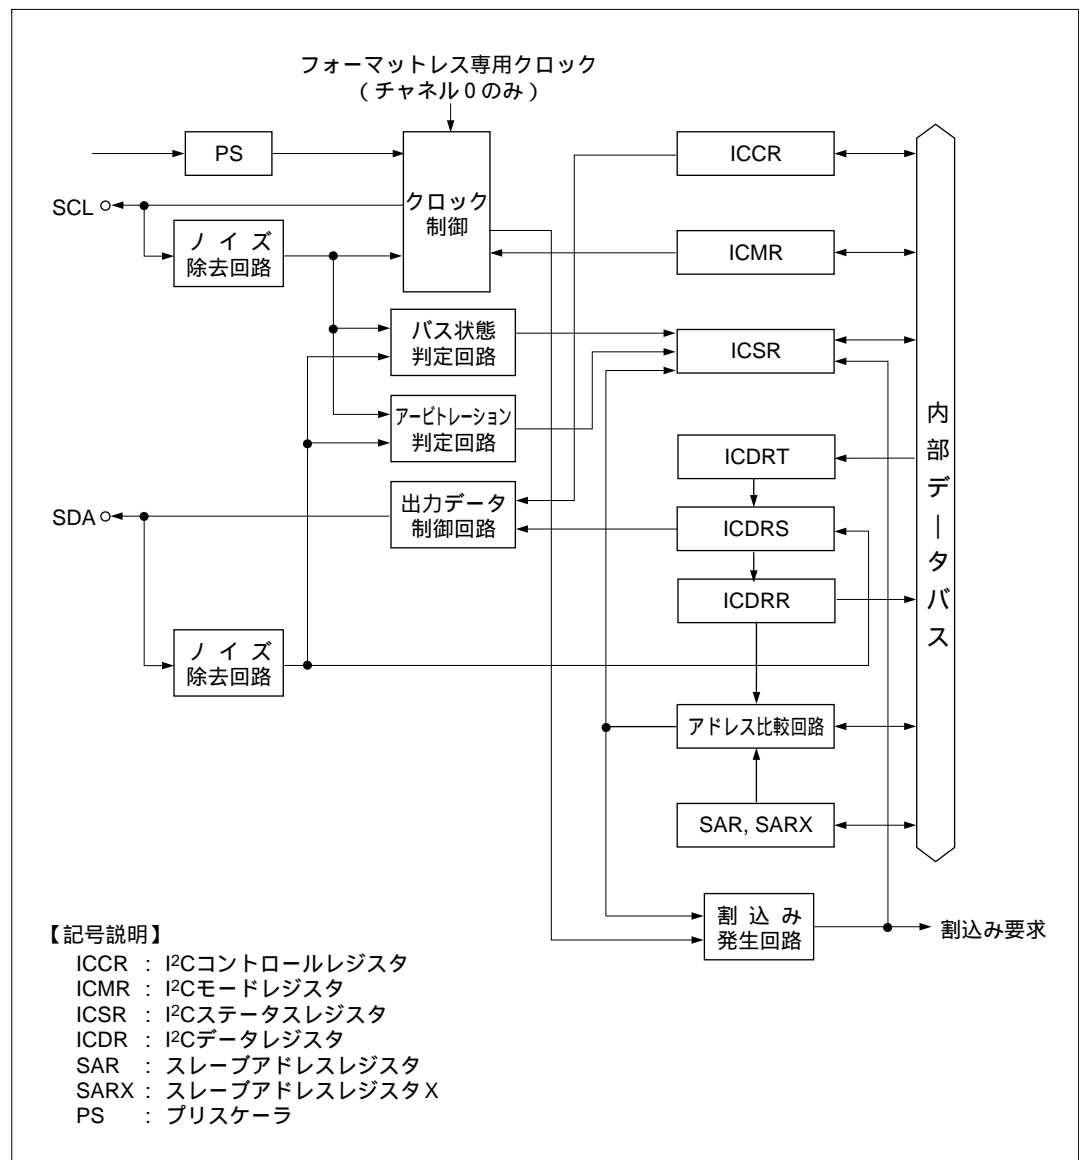 フォーマットレス専用クロック
(チャネル0のみ)
PS
SCL
クロック
制御
ノイズ
除去回路
バス状態
判定回路
アービトレーション
判定回路
SDA
出力データ
制御回路
ノイズ
除去回路
ICCR
ICMR
ICSR
ICDRT
ICDRS
ICDRR
アドレス比較回路
SAR, SARX
内部データバス
割込み
発生回路
割込み要求
【記号説明】
ICCR : I²Cコントロールレジスタ
ICMR : I²Cモードレジスタ
ICSR : I²Cステータスレジスタ
ICDR : I²Cデータレジスタ
SAR : スレーブアドレスレジスタ
SARX : スレーブアドレスレジスタX
PS : プリスケーラ